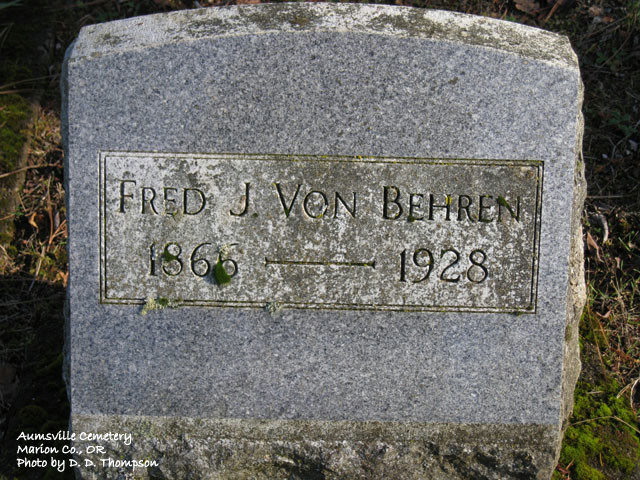 Fred J. Von Behren
1866 — 1928
Aumsville Cemetery
Marion Co., OR
Photo by D. D. Thompson